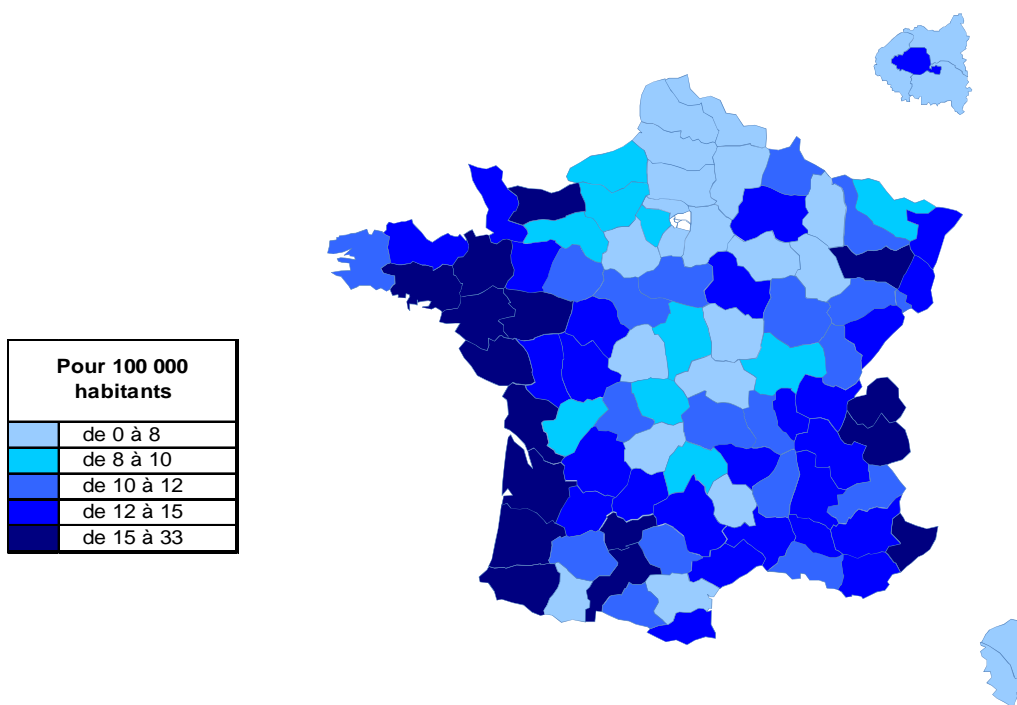 Pour 100 000
habitants
de 0 à 8
de 8 à 10
de 10 à 12
de 12 à 15
de 15 à 33